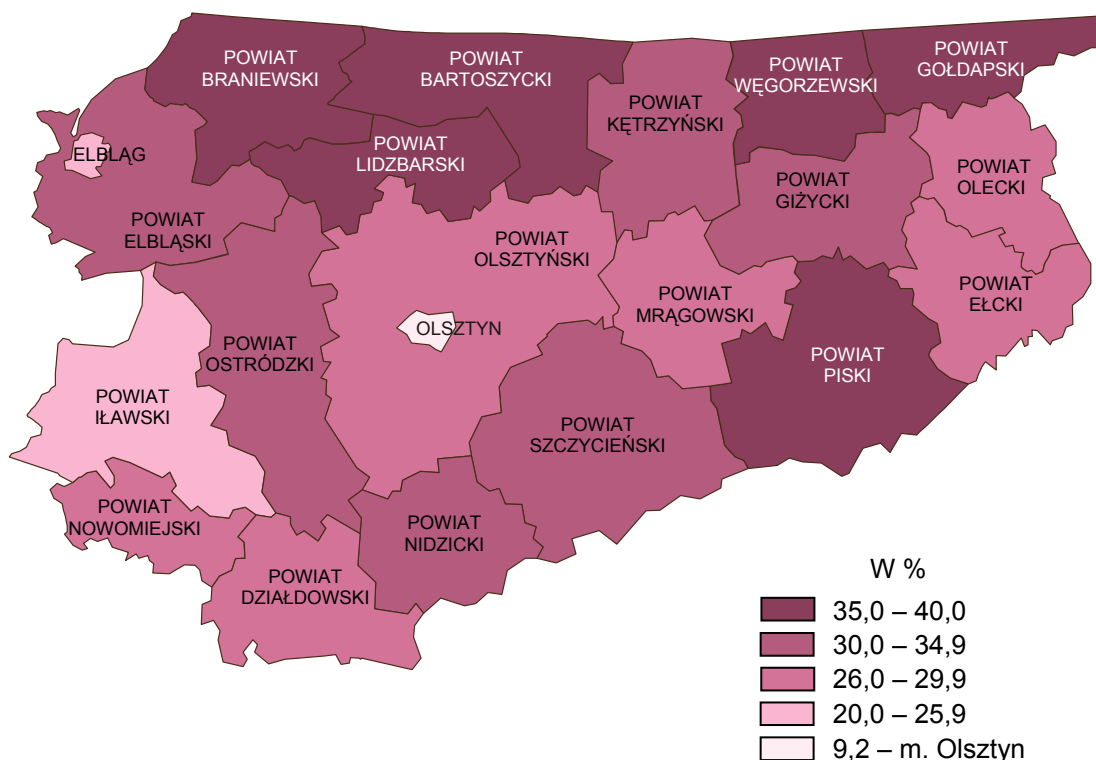 POWIAT
BRANIEWSKI
POWIAT
BARTOSZYCKI
POWIAT
WĘGORZEWSKI
POWIAT
GOŁDAPSKI
POWIAT
KĘTRZYŃSKI
ELBLĄG
POWIAT
LIDZBARSKI
POWIAT
OLECKI
POWIAT
GIŻYCKI
POWIAT
ELBLĄSKI
POWIAT
OLSZTYŃSKI
POWIAT
MRĄGOWSKI
POWIAT
EŁCKI
OLSZTYN
POWIAT
OSTRÓDZKI
POWIAT
PISKI
POWIAT
IŁAWSKI
POWIAT
SZCZYCIEŃSKI
POWIAT
NOWOMIEJSKI
POWIAT
NIDZICKI
POWIAT
DZIAŁDOWSKI
W %
35,0 – 40,0
30,0 – 34,9
26,0 – 29,9
20,0 – 25,9
9,2 – m. Olsztyn